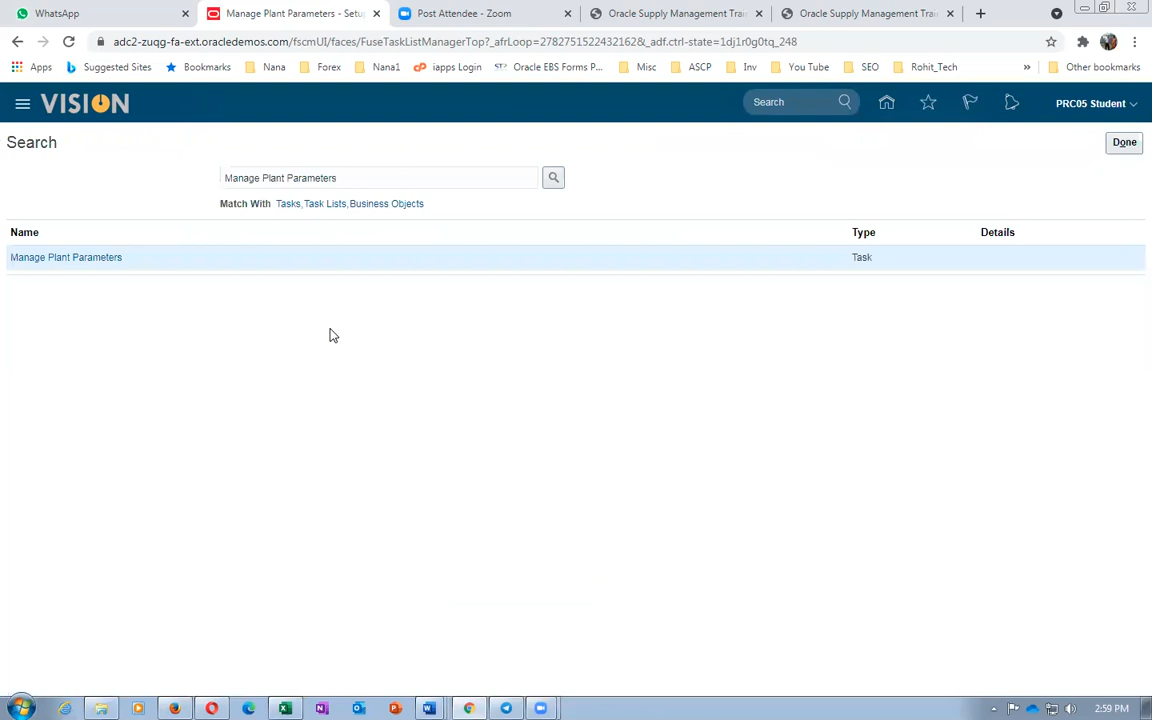 WhatsApp
Manage Plant Parameters - Setu
Post Attendee - Zoom
Oracle Supply Management Trai
Oracle Supply Management Trai
adc2-zuqg-fa-ext.oracledemos.com/fscmUI/faces/FuseTaskListManagerTop?_afrLoop=2782751522432162&_adf.ctrl-state=1dj1r0g0tq_248
Apps
Suggested Sites
Bookmarks
Nana
Forex
Nana1
iapps Login
Oracle EBS Forms P...
Misc
ASCP
Inv
You Tube
SEO
Rohit_Tech
»
Other bookmarks
VISION
Search
PRC05 Student
Search
Done
Manage Plant Parameters
Match With Tasks, Task Lists, Business Objects
Name Type Details
Manage Plant Parameters Task
2:59 PM